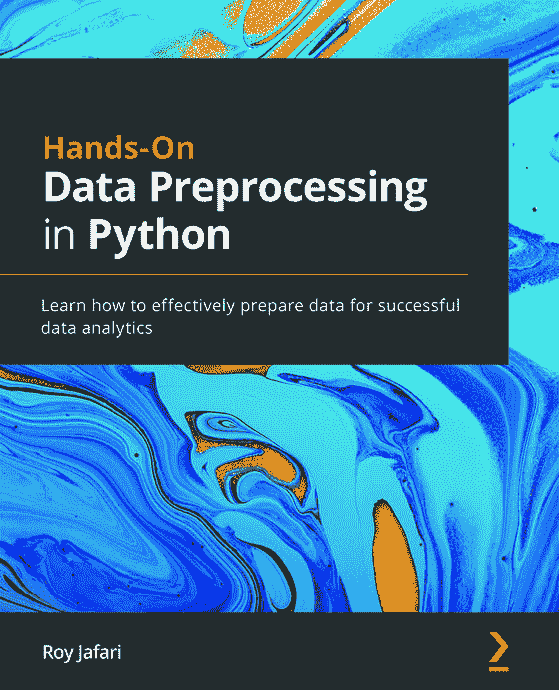 Hands-On
Data Preprocessing
in Python
Learn how to effectively prepare data for successful
data analytics
Roy Jafari